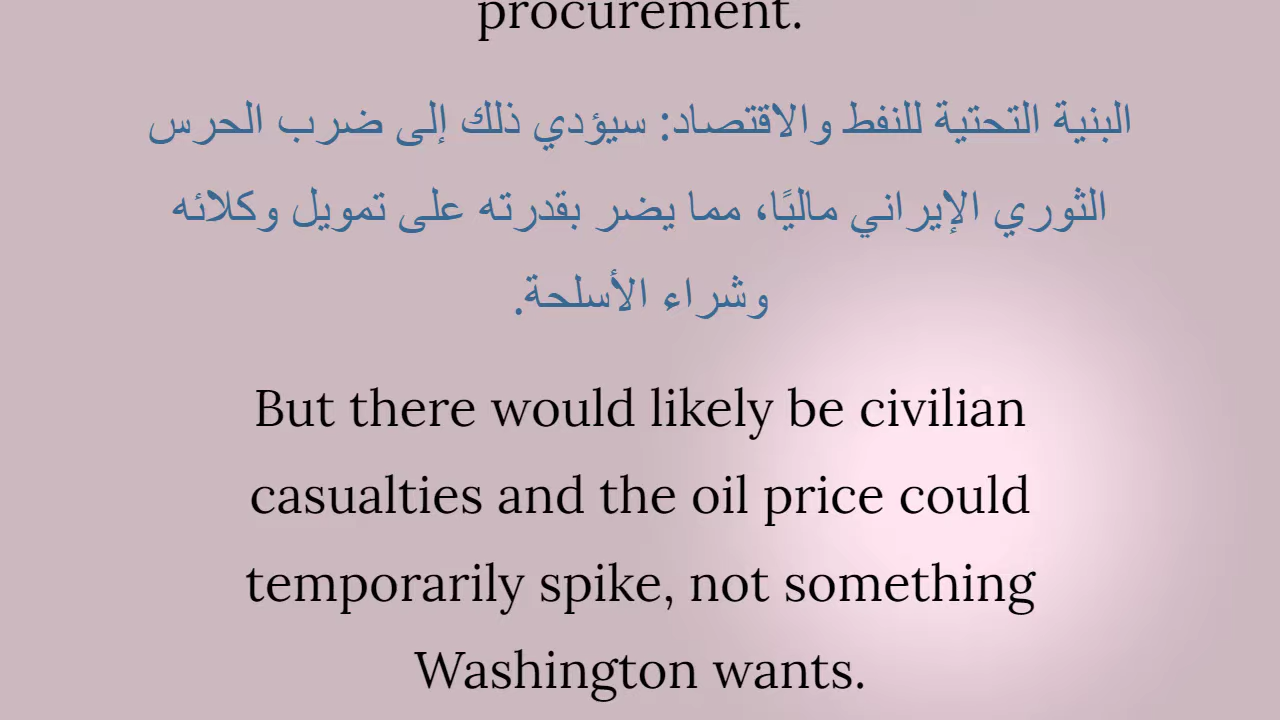 procurement.
البنية التحتية للنفط والاقتصاد: سيؤدي ذلك إلى ضرب الحرس
الثوري الإيراني ماليًا، مما يضر بقدرته على تمويل وكلائه
وشراء الأسلحة.
But there would likely be civilian
casualties and the oil price could
temporarily spike, not something
Washington wants.